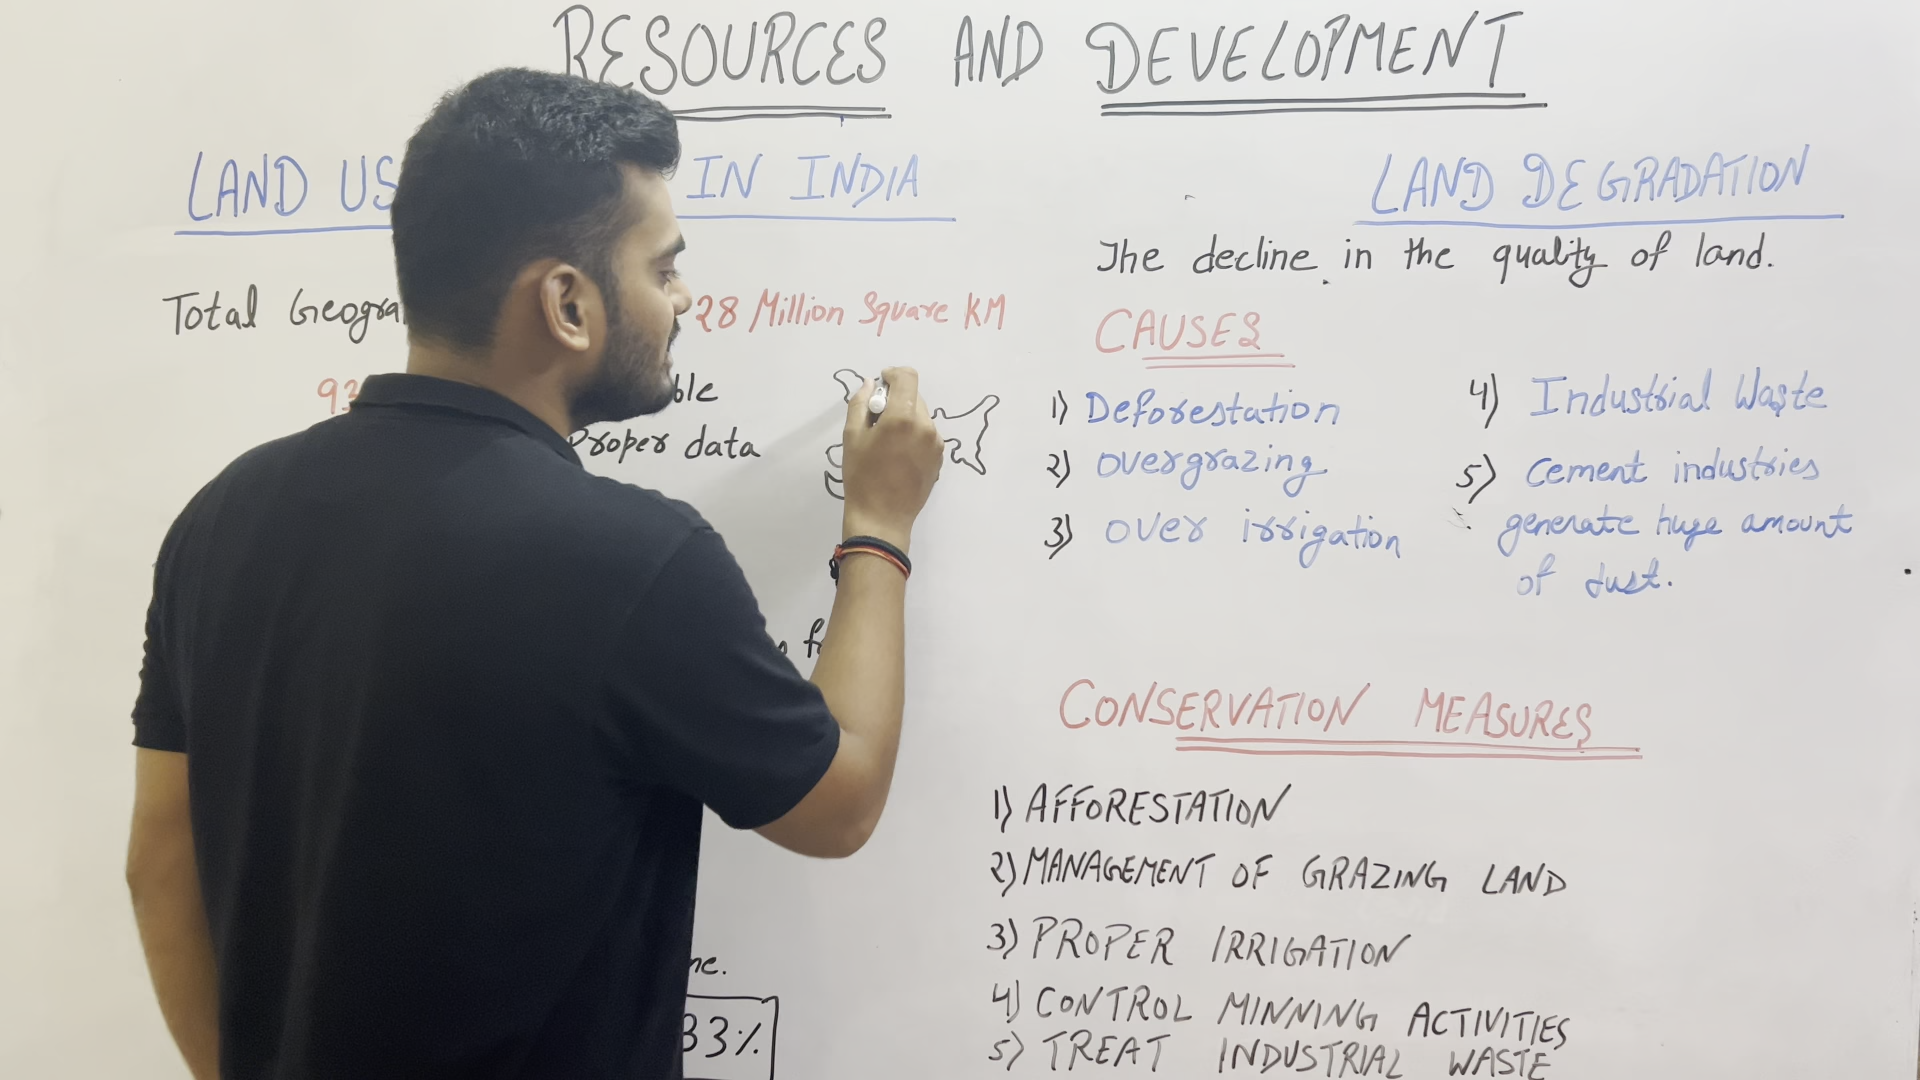 RESOURCES AND DEVELOPMENT
LAND US IN INDIA
Total Geogra 28 Million Square KM
93 ble
Proper data
33%
LAND DEGRADATION
The decline in the quality of land.
CAUSES
1) Deforestation
2) overgrazing
3) over irrigation
4) Industrial Waste
5) Cement industries
generate huge amount
of dust.
CONSERVATION MEASURES
1) AFFORESTATION
2) MANAGEMENT OF GRAZING LAND
3) PROPER IRRIGATION
4) CONTROL MINNING ACTIVITIES
5) TREAT INDUSTRIAL WASTE